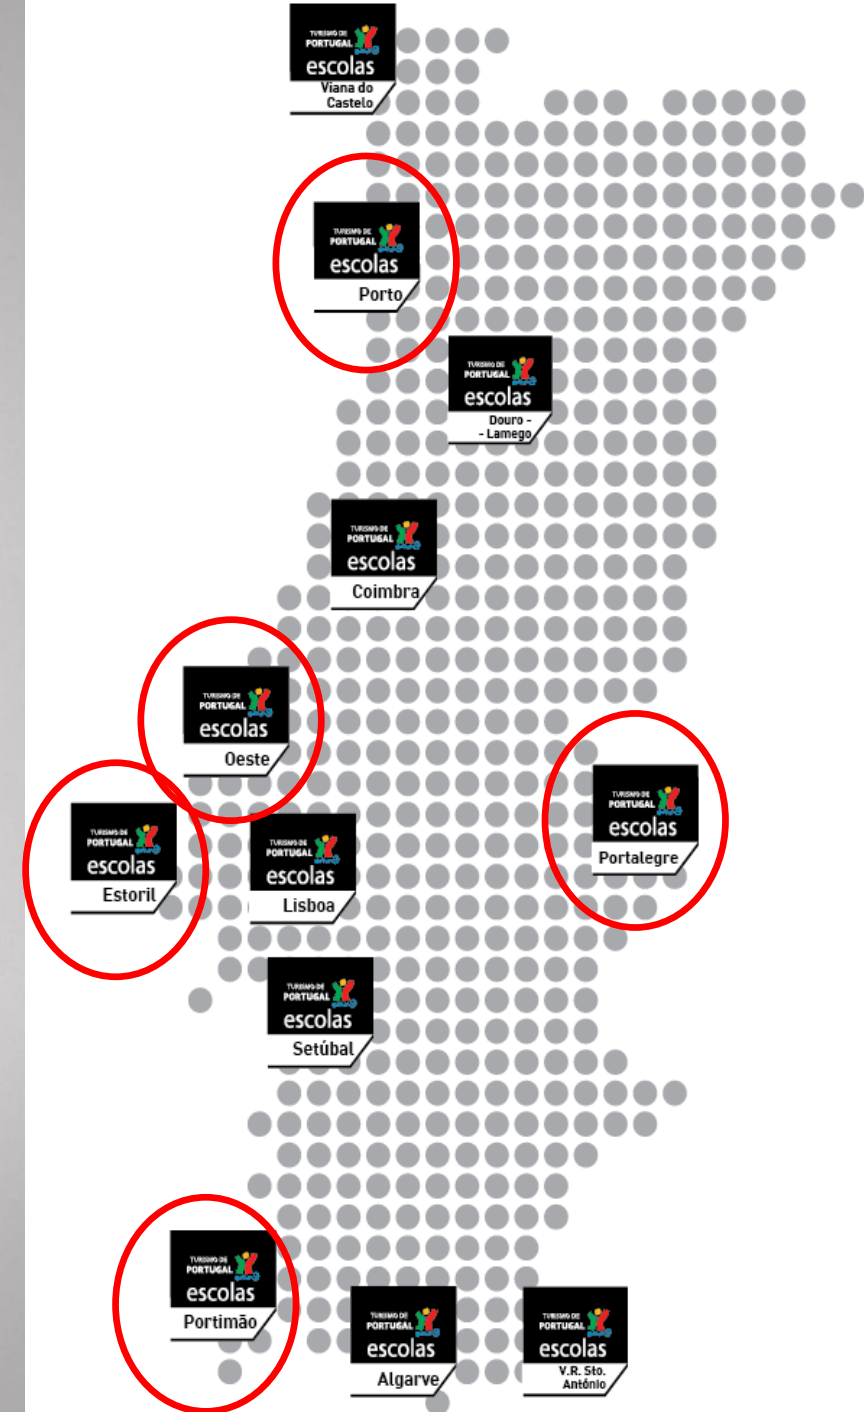 TURISMO DE
PORTUGAL
escolas
Viana do
Castelo
TURISMO DE
PORTUGAL
escolas
Porto
TURISMO DE
PORTUGAL
escolas
Douro -
- Lamego
TURISMO DE
PORTUGAL
escolas
Coimbra
TURISMO DE
PORTUGAL
escolas
Oeste
TURISMO DE
PORTUGAL
escolas
Portalegre
TURISMO DE
PORTUGAL
escolas
Estoril
TURISMO DE
PORTUGAL
escolas
Lisboa
TURISMO DE
PORTUGAL
escolas
Setúbal
TURISMO DE
PORTUGAL
escolas
Portimão
TURISMO DE
PORTUGAL
escolas
Algarve
TURISMO DE
PORTUGAL
escolas
V.R. Sto.
António